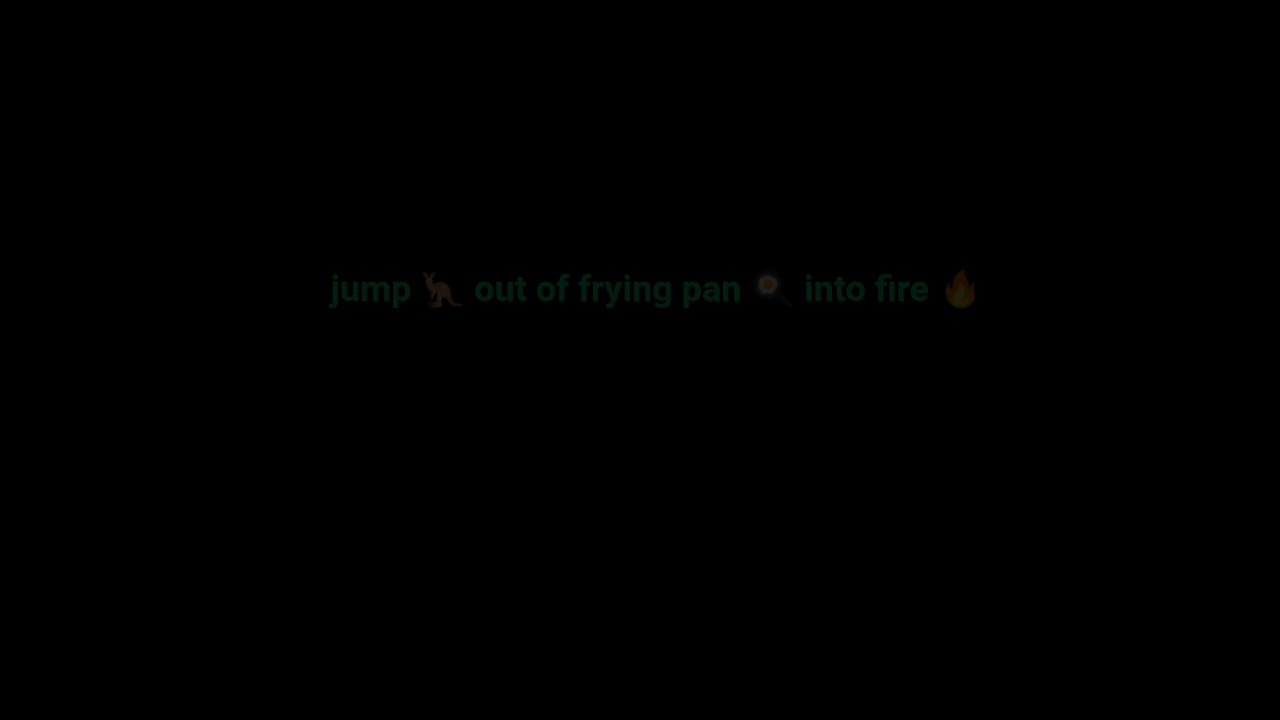 jump 🦘 out of frying pan 🍳 into fire 🔥